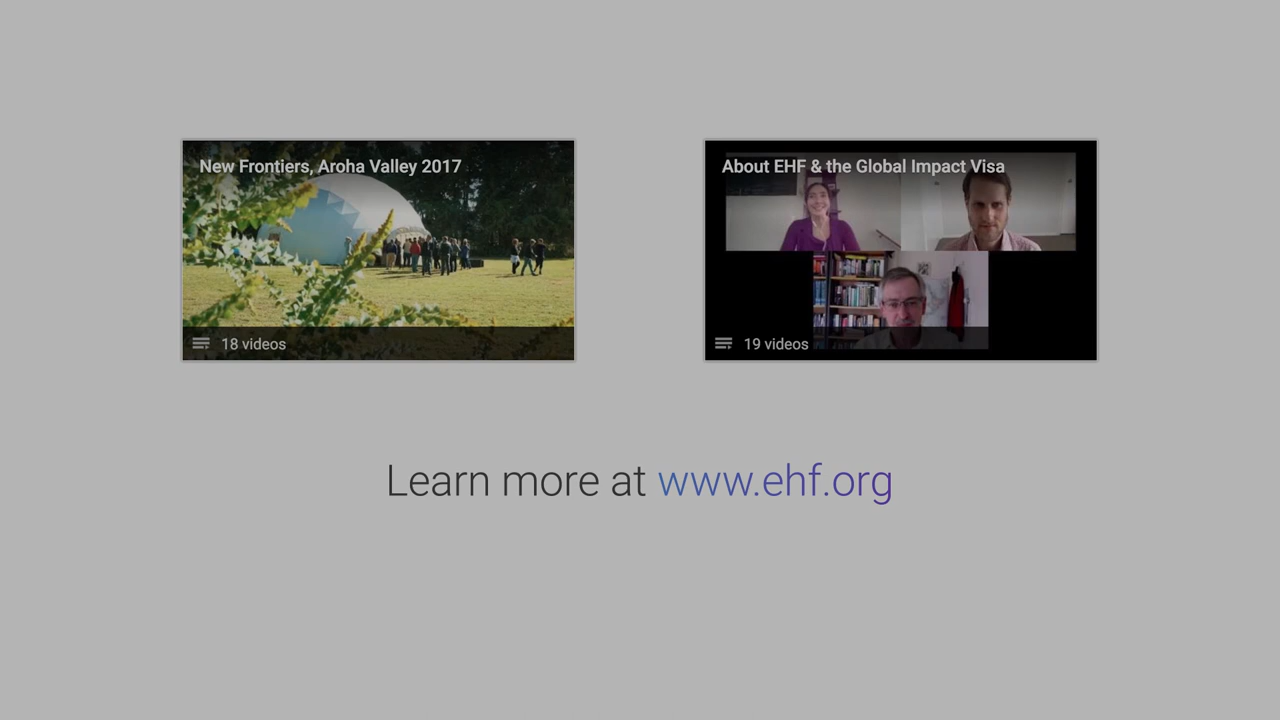 New Frontiers, Aroha Valley 2017
18 videos
About EHF & the Global Impact Visa
19 videos
Learn more at www.ehf.org